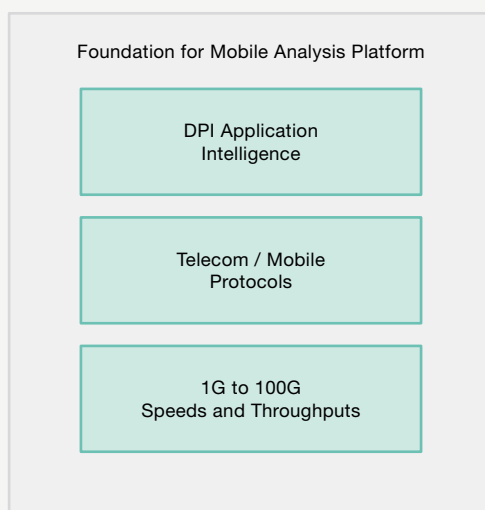 Foundation for Mobile Analysis Platform
DPI Application
Intelligence
Telecom / Mobile
Protocols
1G to 100G
Speeds and Throughputs